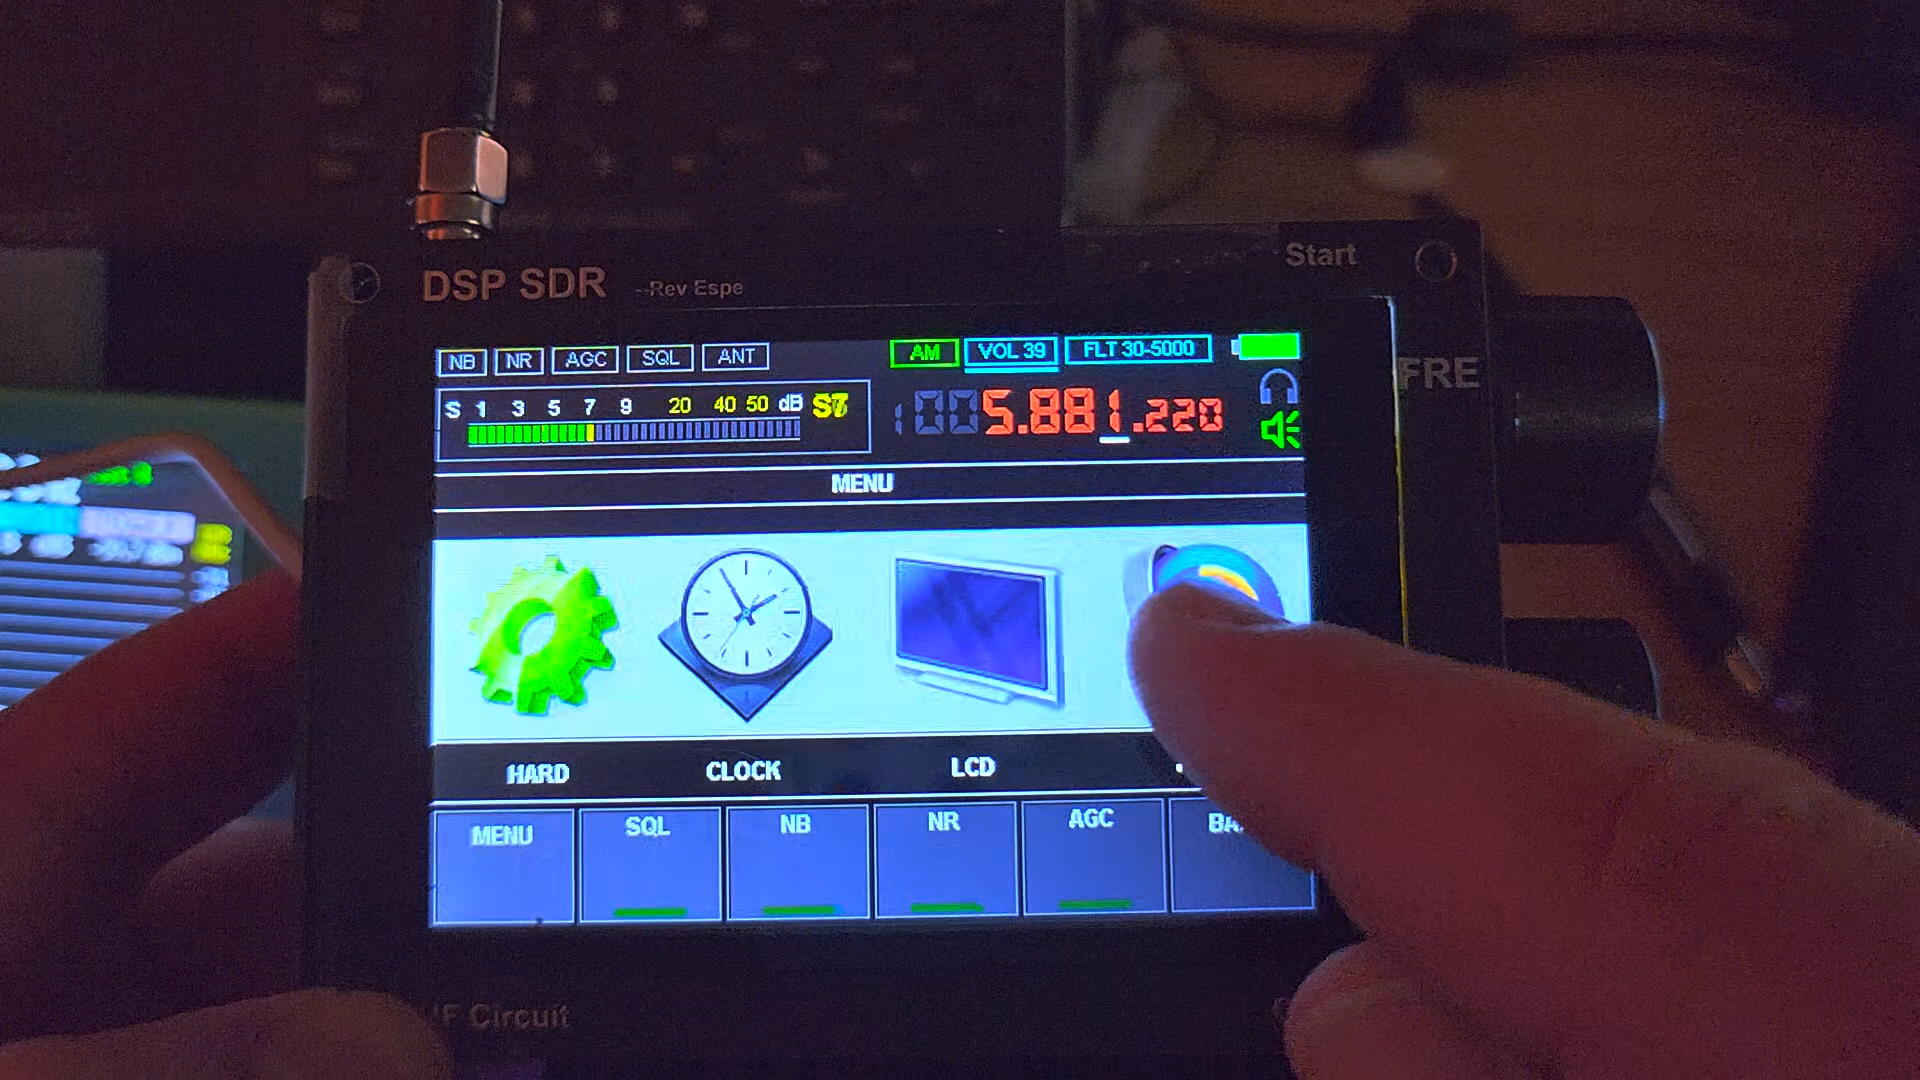 Start
DSP SDR --Rev Espe
FRE
NB NR AGC SQL ANT AM VOL 39 FLT 30-5000
S 1 3 5 7 9 20 40 50 dB
5.881.220
MENU
HARD CLOCK LCD
MENU SQL NB NR AGC
Circuit